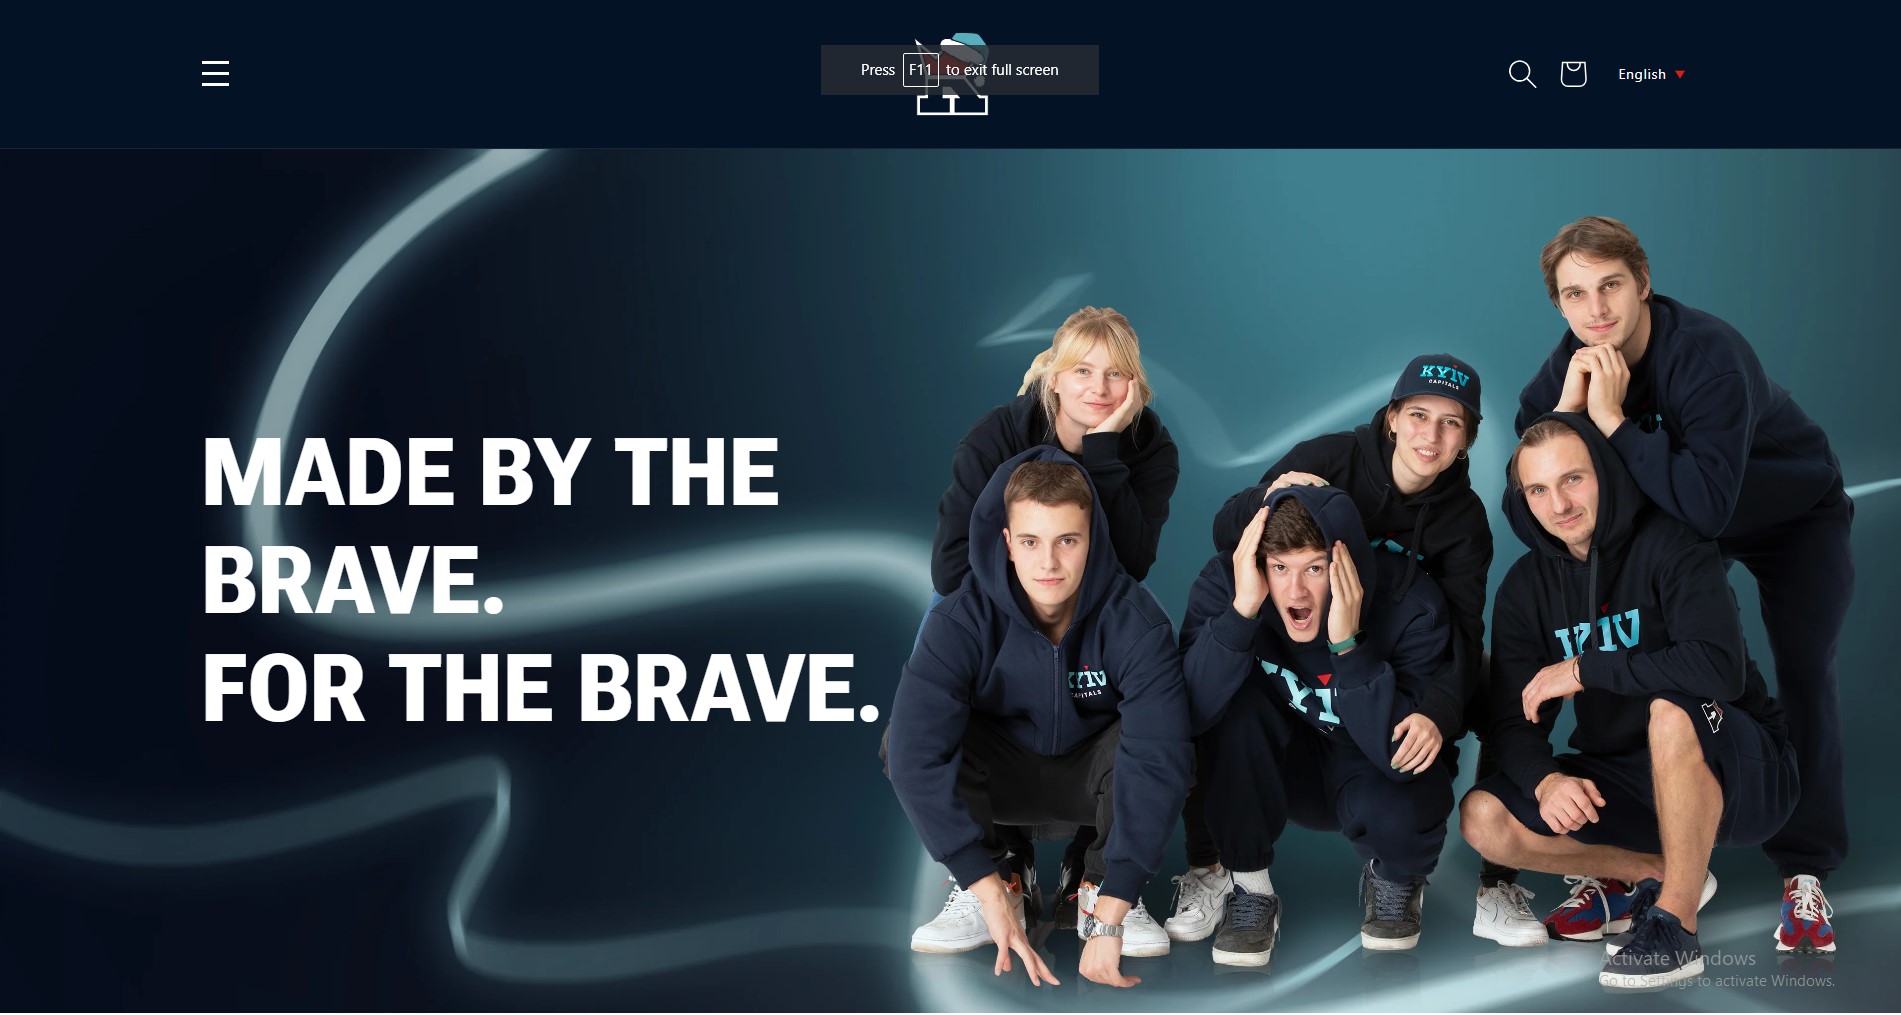 Press F11 to exit full screen
English
MADE BY THE
BRAVE.
FOR THE BRAVE.
KYIV
CAPITALS
KYIV
CAPITALS
KYIV
Activate Windows
Go to Settings to activate Windows.